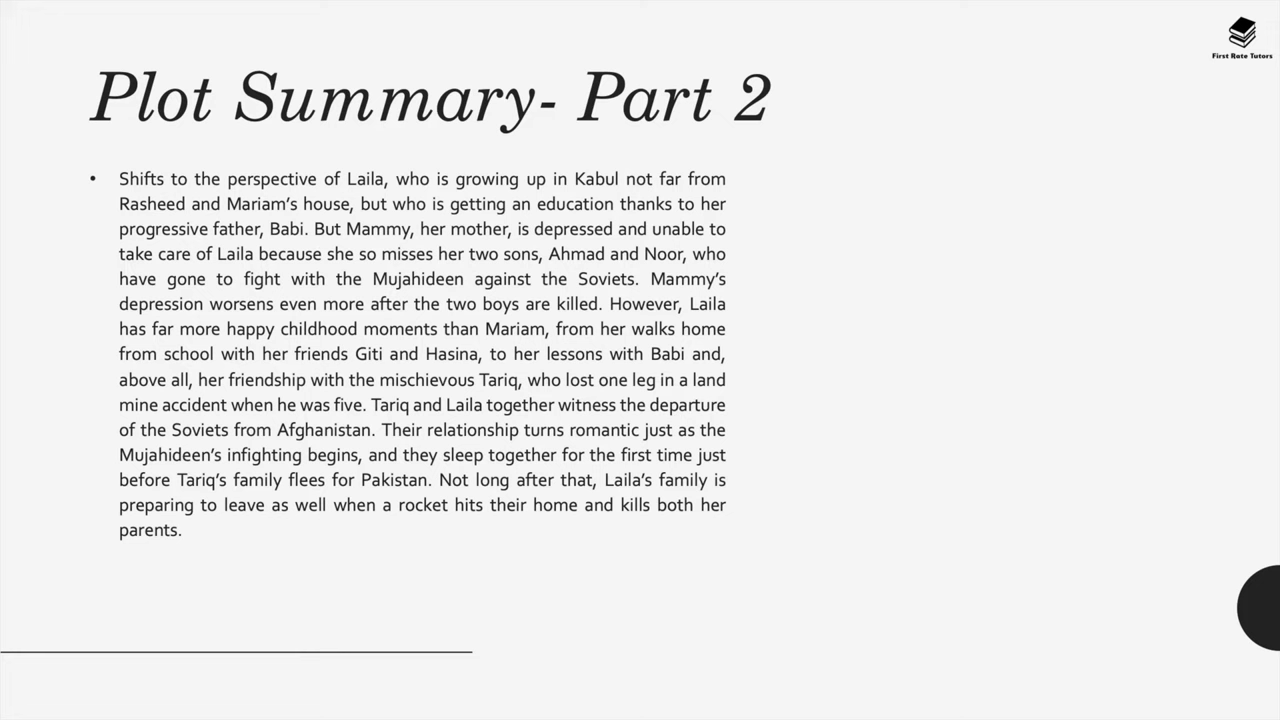 First Rate Tutors
Plot Summary- Part 2
• Shifts to the perspective of Laila, who is growing up in Kabul not far from
Rasheed and Mariam’s house, but who is getting an education thanks to her
progressive father, Babi. But Mammy, her mother, is depressed and unable to
take care of Laila because she so misses her two sons, Ahmad and Noor, who
have gone to fight with the Mujahideen against the Soviets. Mammy’s
depression worsens even more after the two boys are killed. However, Laila
has far more happy childhood moments than Mariam, from her walks home
from school with her friends Giti and Hasina, to her lessons with Babi and,
above all, her friendship with the mischievous Tariq, who lost one leg in a land
mine accident when he was five. Tariq and Laila together witness the departure
of the Soviets from Afghanistan. Their relationship turns romantic just as the
Mujahideen’s infighting begins, and they sleep together for the first time just
before Tariq’s family flees for Pakistan. Not long after that, Laila’s family is
preparing to leave as well when a rocket hits their home and kills both her
parents.